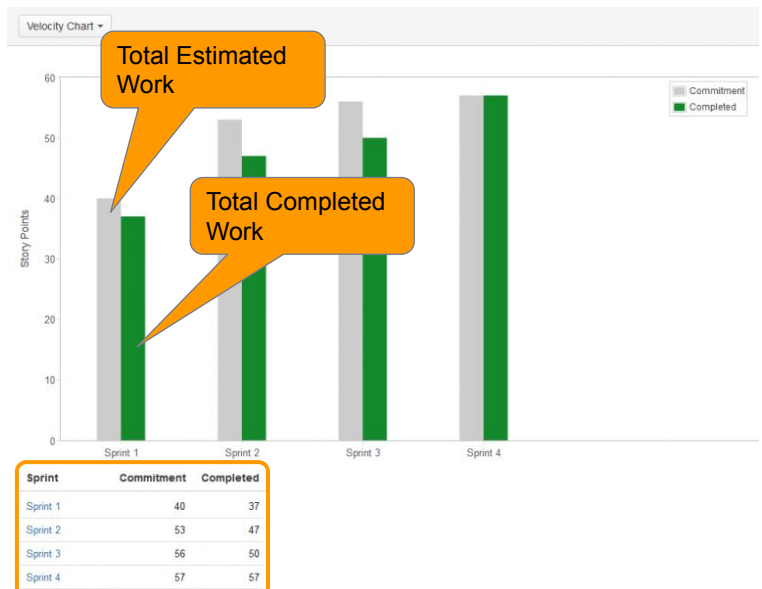 Velocity Chart
Total Estimated
Work
Commitment
Completed
60
50
40
30
20
10
0
Story Points
Total Completed
Work
Sprint 1
Sprint 2
Sprint 3
Sprint 4
Sprint Commitment Completed
Sprint 1 40 37
Sprint 2 53 47
Sprint 3 56 50
Sprint 4 57 57